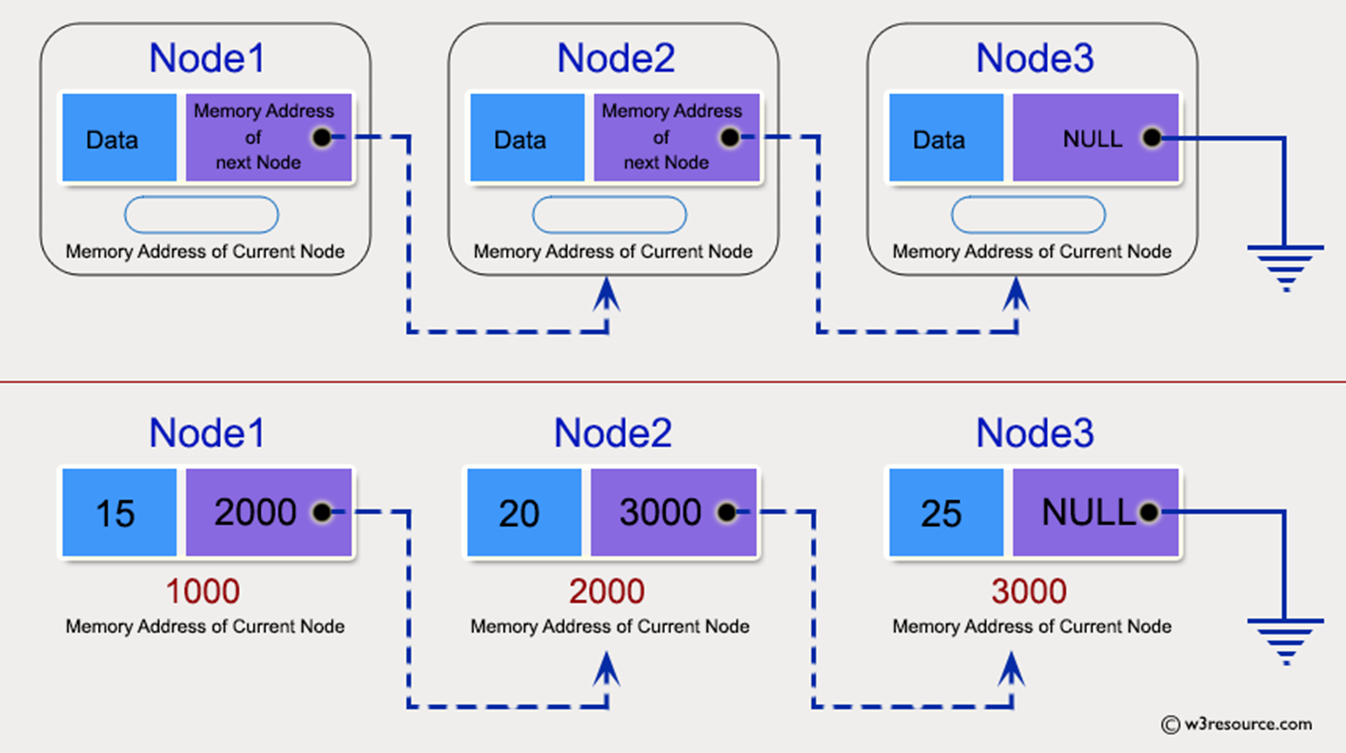 Node1 Node2 Node3
Data Memory Address of next Node Data Memory Address of next Node Data NULL
Memory Address of Current Node Memory Address of Current Node Memory Address of Current Node
Node1 Node2 Node3
15 2000 20 3000 25 NULL
1000 2000 3000
Memory Address of Current Node Memory Address of Current Node Memory Address of Current Node
© w3resource.com